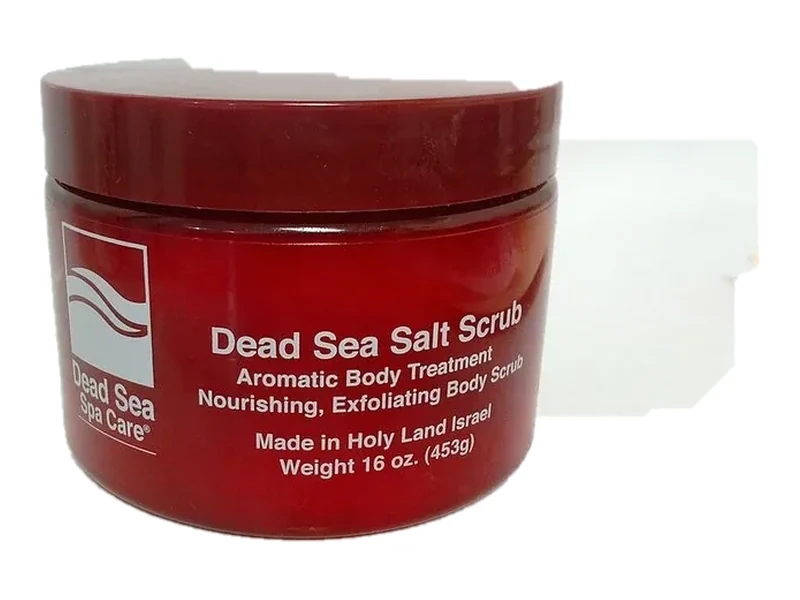 Dead Sea
Spa Care®
Dead Sea Salt Scrub
Aromatic Body Treatment
Nourishing, Exfoliating Body Scrub
Made in Holy Land Israel
Weight 16 oz. (453g)